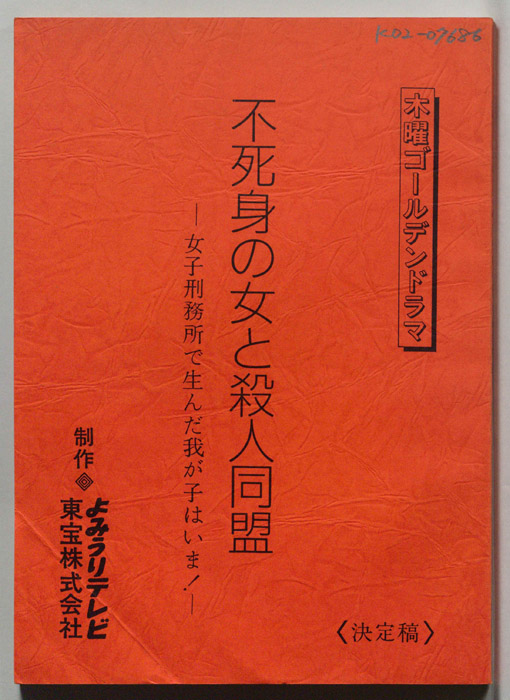 K02-07686
木曜ゴールデンドラマ
不死身の女と殺人同盟
―女子刑務所で生んだ我が子はいま!―
制作
よみうりテレビ
東宝株式会社
〈決定稿〉